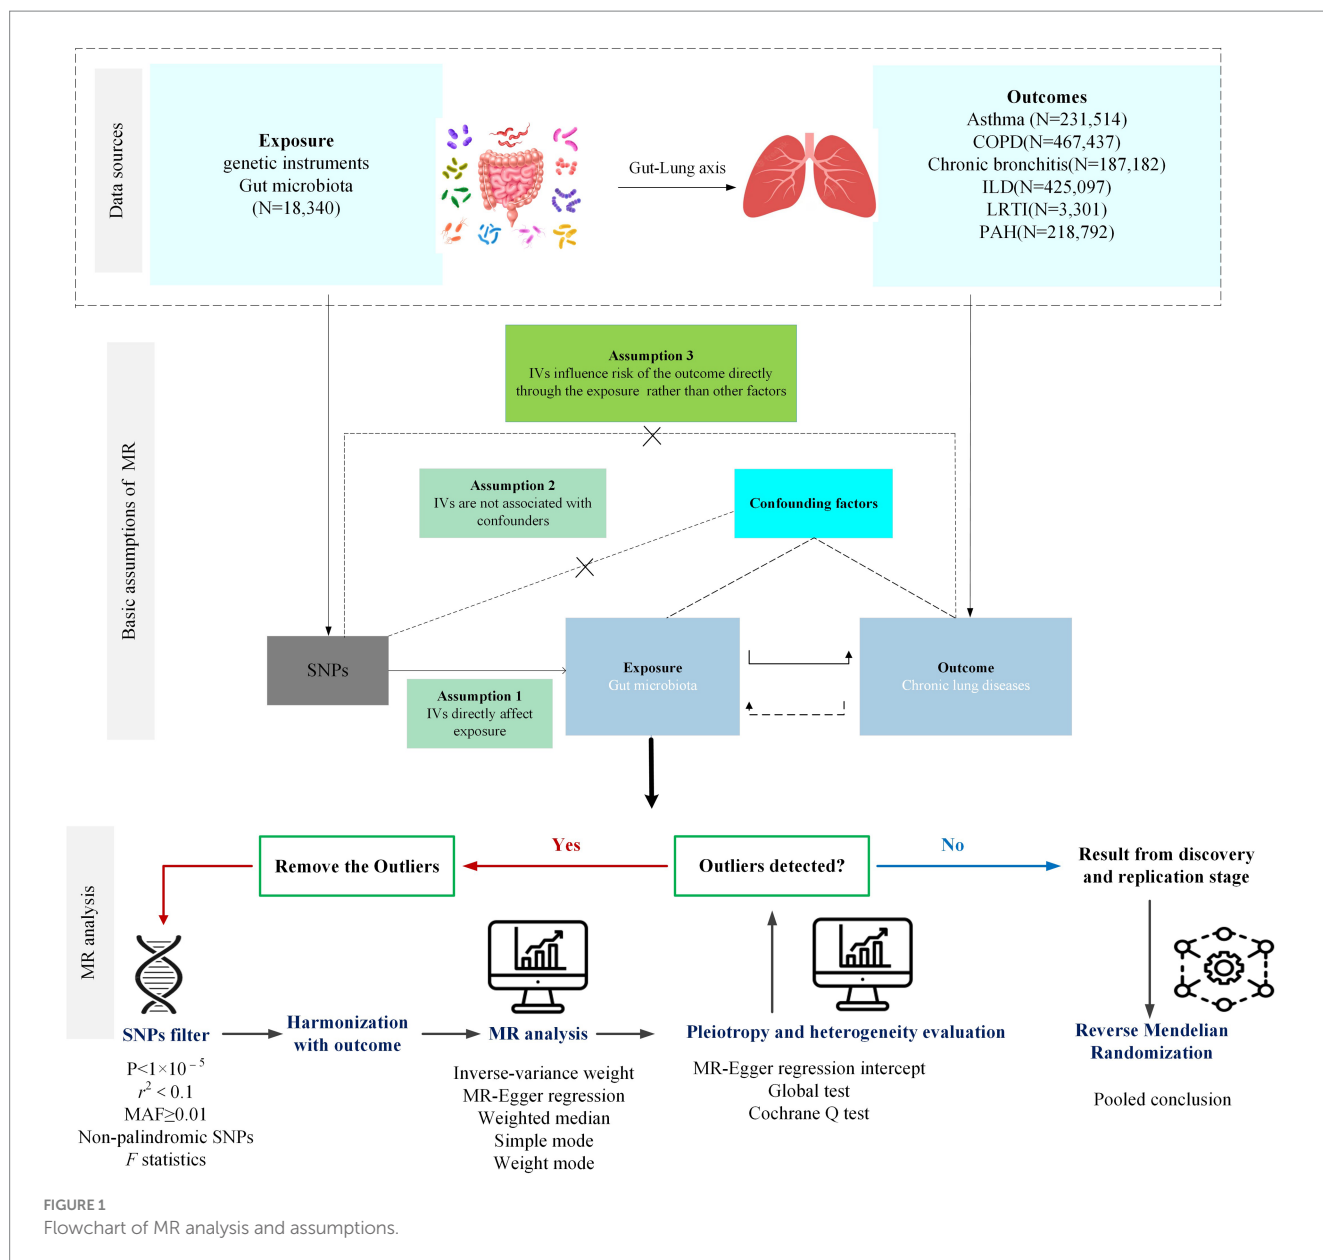 Data sources
Exposure
genetic instruments
Gut microbiota
(N=18,340)
Gut-Lung axis
Outcomes
Asthma (N=231,514)
COPD(N=467,437)
Chronic bronchitis(N=187,182)
ILD(N=425,097)
LRTI(N=3,301)
PAH(N=218,792)
Basic assumptions of MR
Assumption 3
IVs influence risk of the outcome directly
through the exposure rather than other factors
Assumption 2
IVs are not associated with
confounders
Confounding factors
SNPs
Assumption 1
IVs directly affect
exposure
Exposure
Gut microbiota
Outcome
Chronic lung diseases
MR analysis
Remove the Outliers
Yes
Outliers detected?
No
Result from discovery
and replication stage
SNPs filter
P<1×10⁻⁵
r² < 0.1
MAF≥0.01
Non-palindromic SNPs
F statistics
Harmonization
with outcome
MR analysis
Inverse-variance weight
MR-Egger regression
Weighted median
Simple mode
Weight mode
Pleiotropy and heterogeneity evaluation
MR-Egger regression intercept
Global test
Cochrane Q test
Reverse Mendelian
Randomization
Pooled conclusion
FIGURE 1
Flowchart of MR analysis and assumptions.